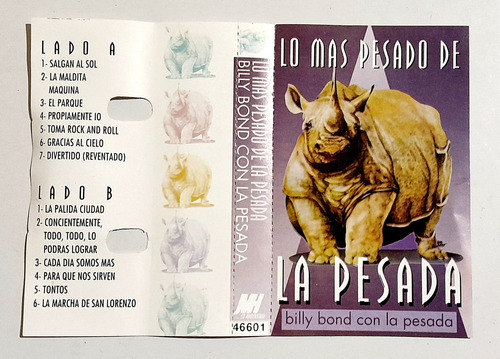 LADO A
1- SALGAN AL SOL
2- LA MALDITA
MAQUINA
3- EL PARQUE
4- PROPIAMENTE IO
5- TOMA ROCK AND ROLL
6- GRACIAS AL CIELO
7- DIVERTIDO (REVENTADO)
LADO B
1- LA PALIDA CIUDAD
2- CONCIENTEMENTE,
TODO, TODO, LO
PODRAS LOGRAR
3- CADA DIA SOMOS MAS
4- PARA QUE NOS SIRVEN
5- TONTOS
6- LA MARCHA DE SAN LORENZO
LO MAS PESADO DE LA PESADA
BILLY BOND CON LA PESADA
MH
46601
LO MAS PESADO DE
LA PESADA
billy bond con la pesada